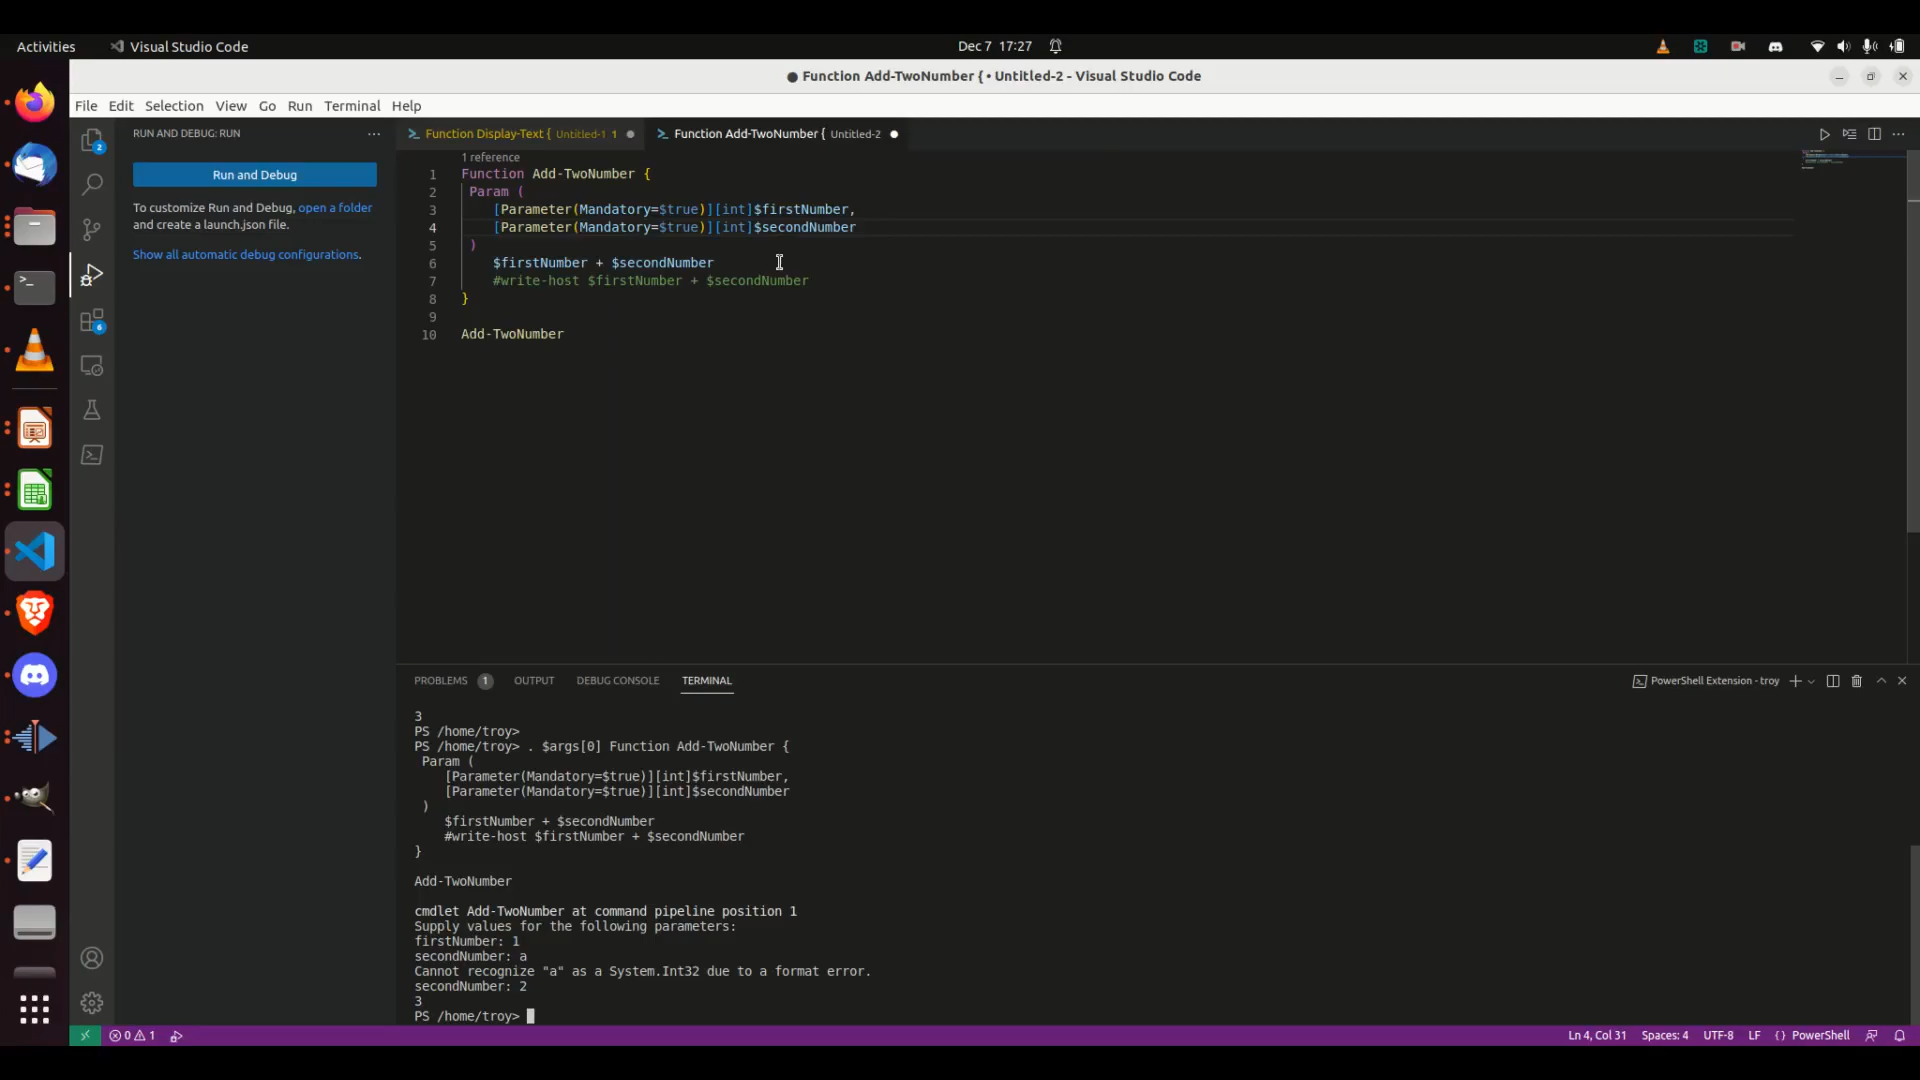 Activities
Visual Studio Code
Dec 7 17:27
● Function Add-TwoNumber { • Untitled-2 - Visual Studio Code
File Edit Selection View Go Run Terminal Help
RUN AND DEBUG: RUN
Run and Debug
To customize Run and Debug, open a folder
and create a launch.json file.
Show all automatic debug configurations.
2
6
Function Display-Text { Untitled-1 1
Function Add-TwoNumber { Untitled-2
1 reference
1 Function Add-TwoNumber {
2 Param (
3 [Parameter(Mandatory=$true)][int]$firstNumber,
4 [Parameter(Mandatory=$true)][int]$secondNumber
5 )
6 $firstNumber + $secondNumber
7 #write-host $firstNumber + $secondNumber
8 }
9
10 Add-TwoNumber
PROBLEMS 1 OUTPUT DEBUG CONSOLE TERMINAL
PowerShell Extension - troy
3
PS /home/troy>
PS /home/troy> . $args[0] Function Add-TwoNumber {
Param (
[Parameter(Mandatory=$true)][int]$firstNumber,
[Parameter(Mandatory=$true)][int]$secondNumber
)
$firstNumber + $secondNumber
#write-host $firstNumber + $secondNumber
}
Add-TwoNumber
cmdlet Add-TwoNumber at command pipeline position 1
Supply values for the following parameters:
firstNumber: 1
secondNumber: a
Cannot recognize "a" as a System.Int32 due to a format error.
secondNumber: 2
3
PS /home/troy>
0 1
Ln 4, Col 31 Spaces: 4 UTF-8 LF { } PowerShell